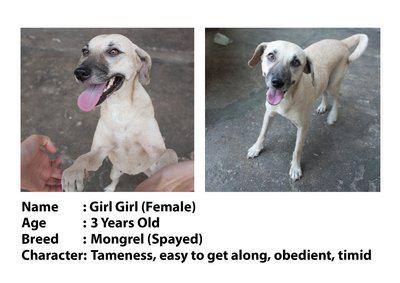 Name : Girl Girl (Female)
Age : 3 Years Old
Breed : Mongrel (Spayed)
Character: Tameness, easy to get along, obedient, timid